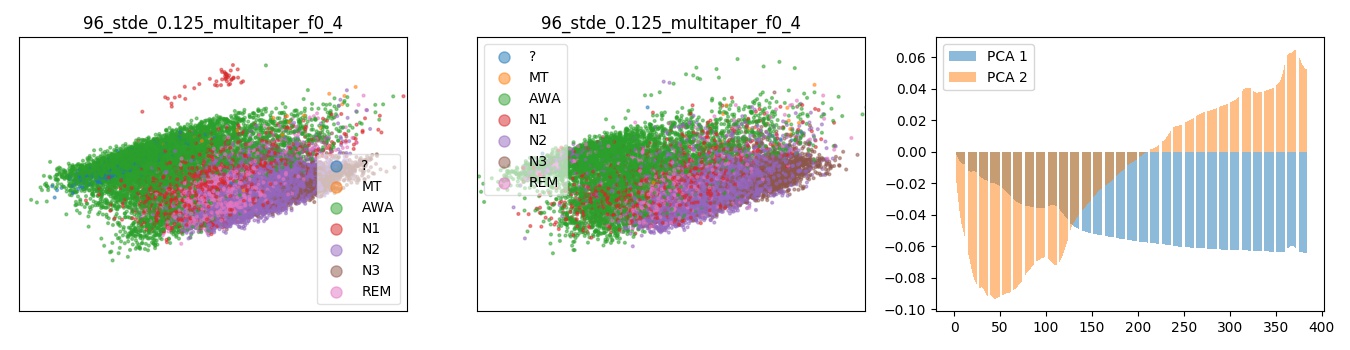 96_stde_0.125_multitaper_f0_4
?
MT
AWA
N1
N2
N3
REM
96_stde_0.125_multitaper_f0_4
?
MT
AWA
N1
N2
N3
REM
PCA 1
PCA 2
0.06
0.04
0.02
0.00
−0.02
−0.04
−0.06
−0.08
−0.10
0 50 100 150 200 250 300 350 400